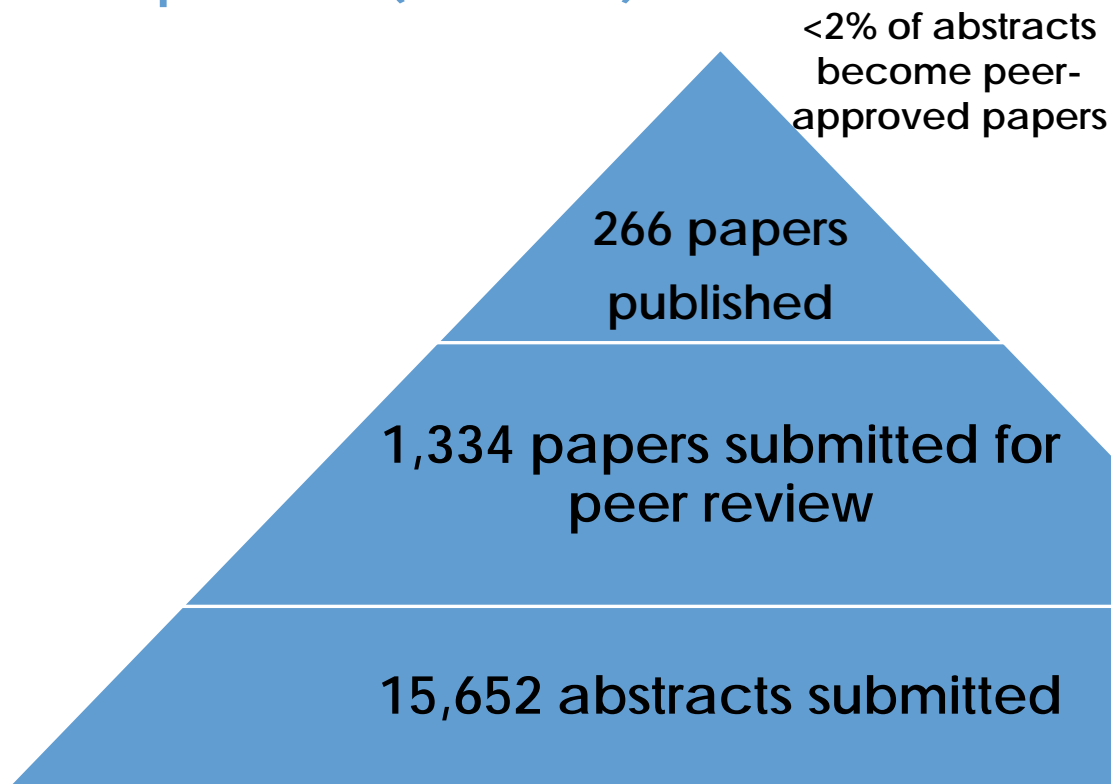 <2% of abstracts
become peer-
approved papers
266 papers
published
1,334 papers submitted for
peer review
15,652 abstracts submitted